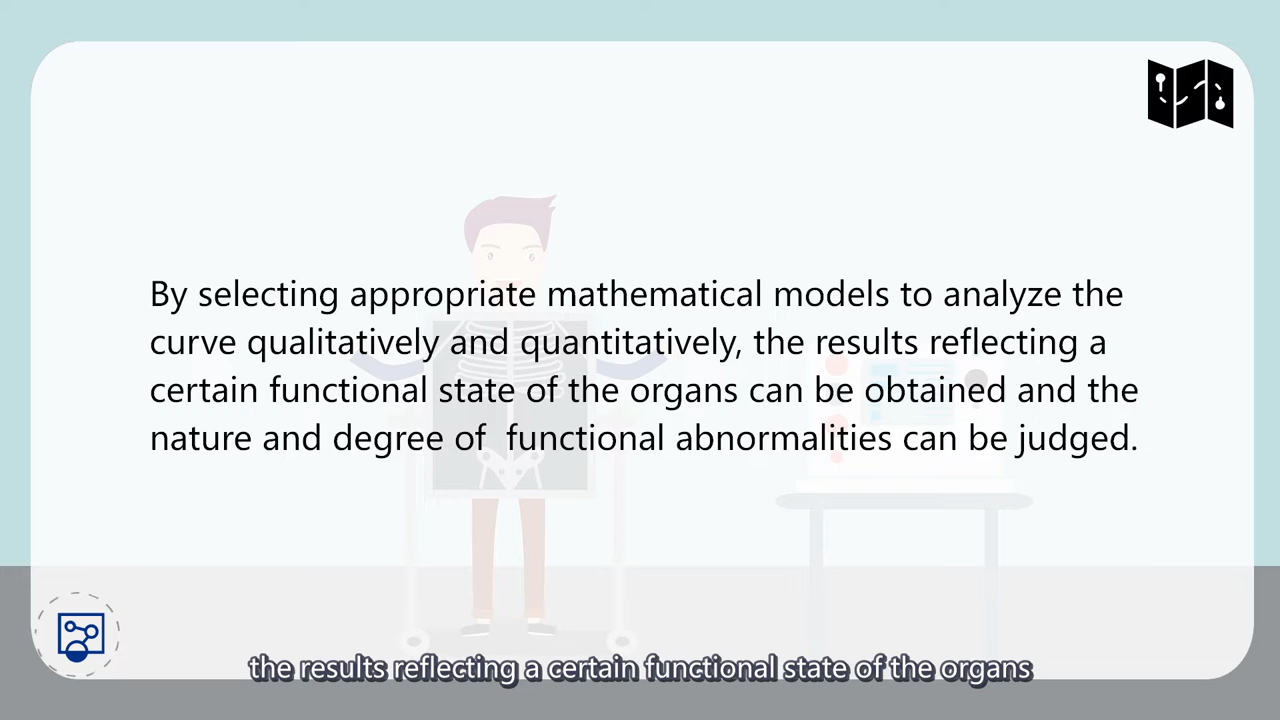 By selecting appropriate mathematical models to analyze the
curve qualitatively and quantitatively, the results reflecting a
certain functional state of the organs can be obtained and the
nature and degree of  functional abnormalities can be judged.
the results reflecting a certain functional state of the organs